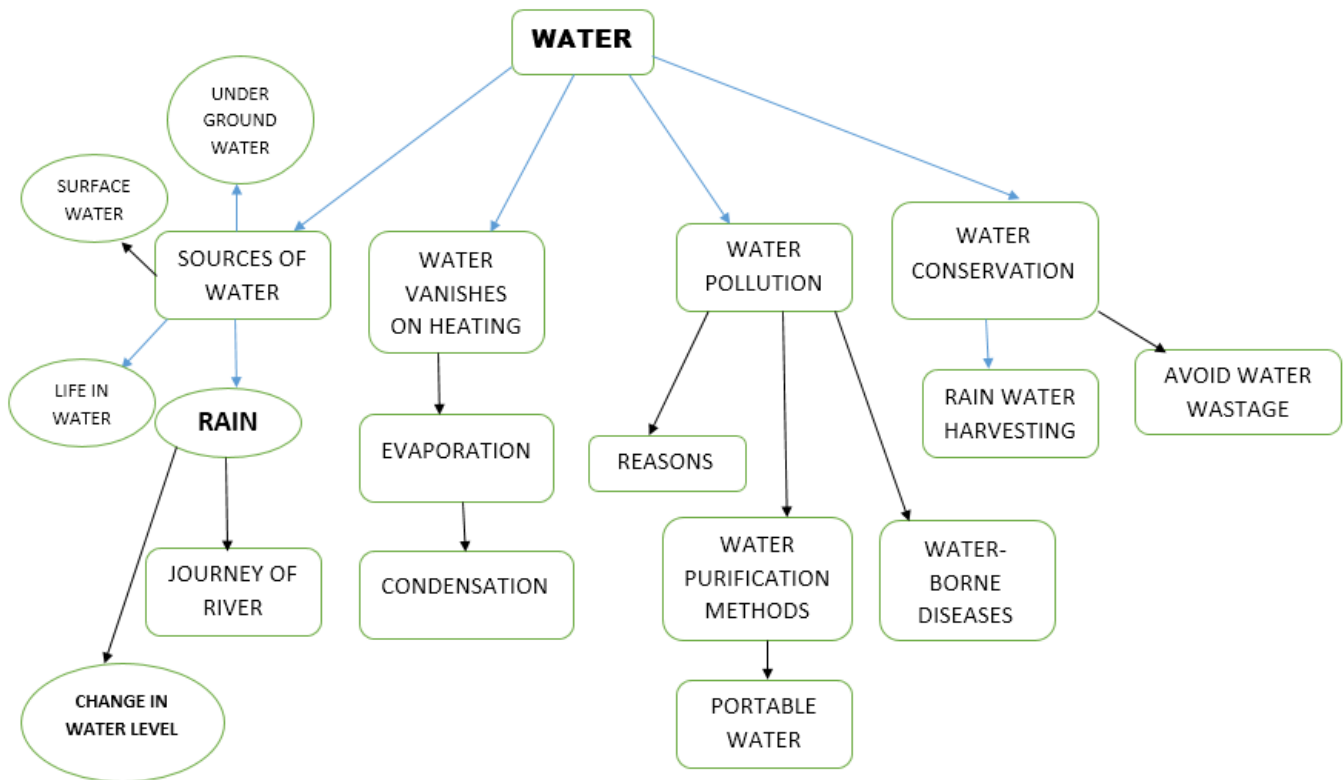 WATER
UNDER
GROUND
WATER
SURFACE
WATER
SOURCES OF
WATER
WATER
VANISHES
ON HEATING
WATER
POLLUTION
WATER
CONSERVATION
LIFE IN
WATER
RAIN
EVAPORATION
REASONS
RAIN WATER
HARVESTING
AVOID WATER
WASTAGE
JOURNEY OF
RIVER
CONDENSATION
WATER
PURIFICATION
METHODS
WATER-
BORNE
DISEASES
CHANGE IN
WATER LEVEL
PORTABLE
WATER